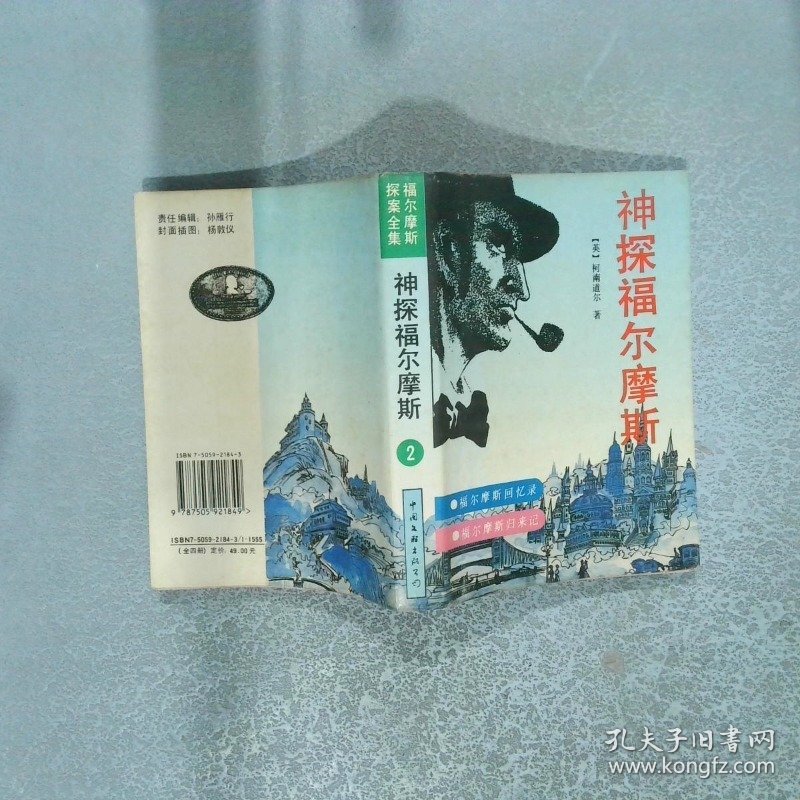 责任编辑：孙雁行
封面插图：杨敦仪
ISBN 7-5059-2184-3
9 787505 921849 >
ISBN7-5059-2184-3/I·1555
(全四册)定价：49.00元
福尔摩斯
探案全集
神探福尔摩斯
2
中国文联出版公司
神探福尔摩斯
【英】柯南道尔 著
●福尔摩斯回忆录
●福尔摩斯归来记
孔夫子旧书网
www.kongfz.com